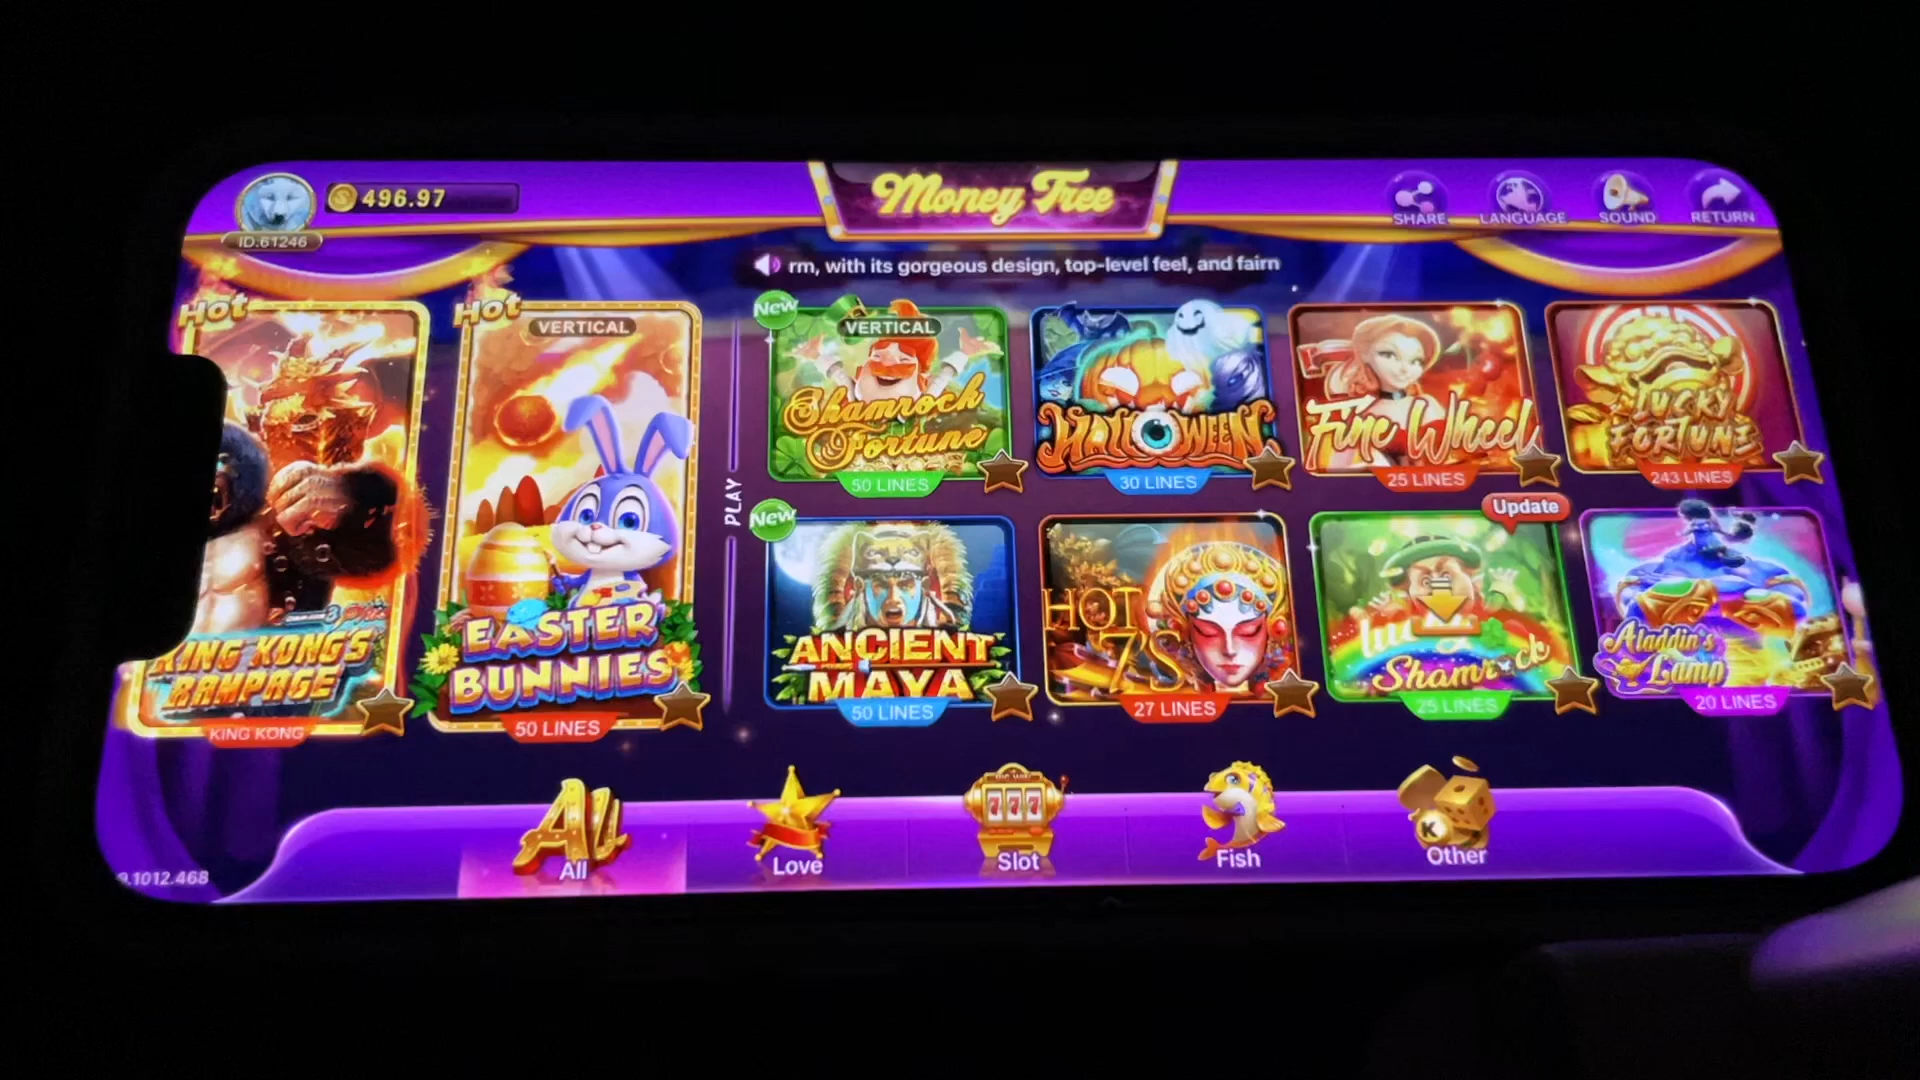 496.97
Money Tree
SHARE
LANGUAGE
SOUND
RETURN
ID.61246
rm, with its gorgeous design, top-level feel, and fairn
Hot
KING KONG'S
RAMPAGE
KING KONG
Hot
VERTICAL
EASTER
BUNNIES
50 LINES
PLAY
New
VERTICAL
Shamrock
Fortune
50 LINES
HALLOWEEN
30 LINES
Fine Wheel
25 LINES
LUCKY
FORTUNE
243 LINES
New
ANCIENT
MAYA
50 LINES
HOT
7'S
27 LINES
Update
Shamrock
25 LINES
Aladdin's
Lamp
20 LINES
All
All
Love
777
Slot
Fish
K
Other
9.1012.468